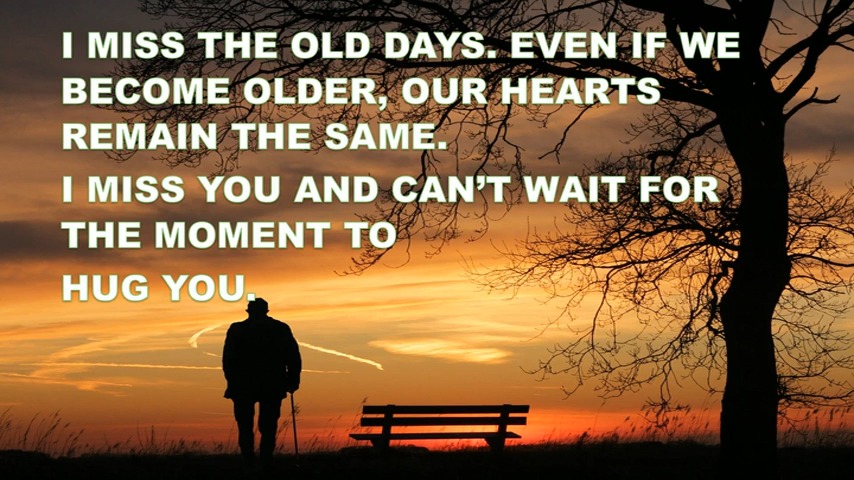 I MISS THE OLD DAYS. EVEN IF WE
BECOME OLDER, OUR HEARTS
REMAIN THE SAME.
I MISS YOU AND CAN’T WAIT FOR
THE MOMENT TO
HUG YOU.